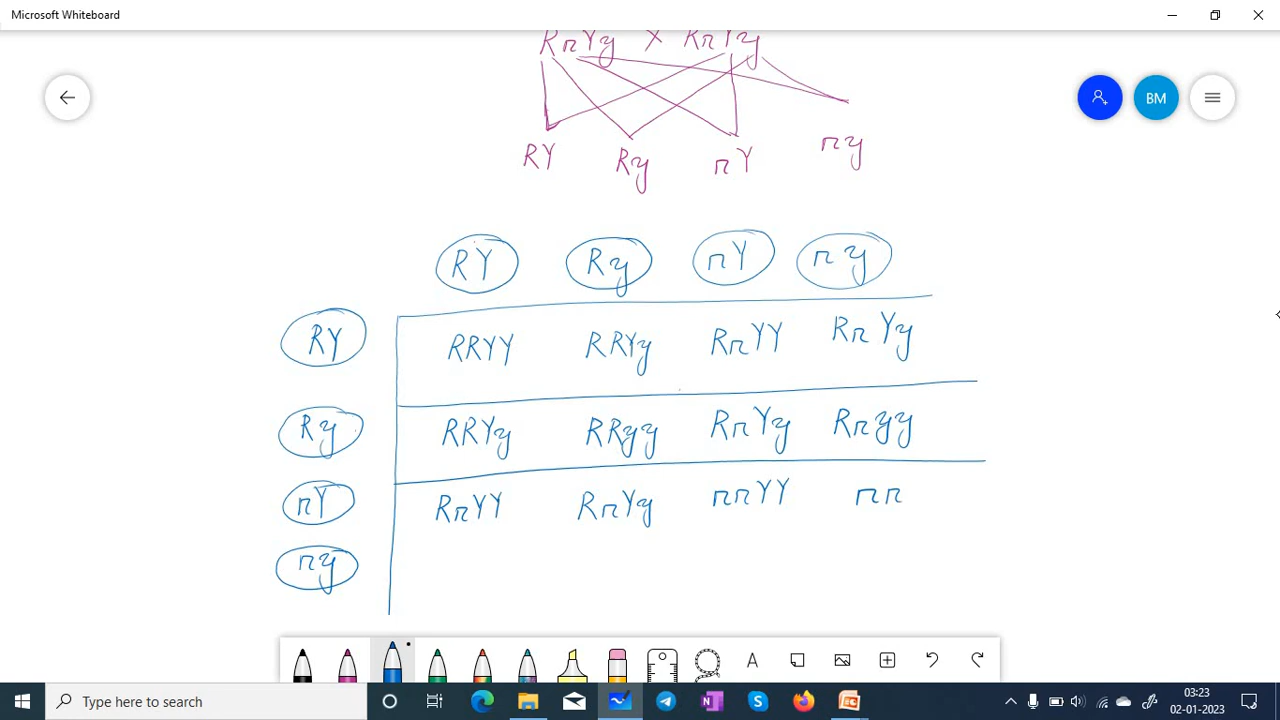 Microsoft Whiteboard
RrYy X RrYy
RY Ry rY ry
BM
RY Ry rY ry
RY RRYY RRYy RrYY RrYy
Ry RRYy RRyy RrYy Rryy
rY RrYY RrYy rrYY rr
ry
A
Type here to search
03:23
02-01-2023